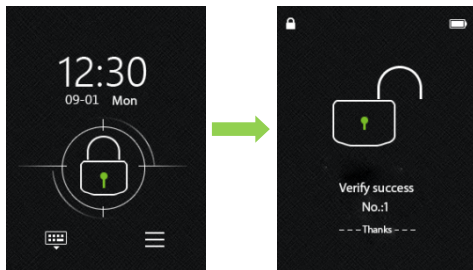 12:30
09-01 Mon
Verify success
No.:1
---Thanks---